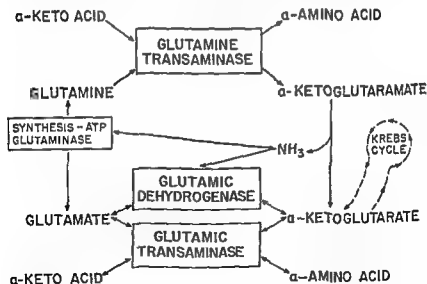 α-KETO ACID
α-AMINO ACID
GLUTAMINE
TRANSAMINASE
GLUTAMINE
α-KETOGLUTARAMATE
SYNTHESIS-ATP
GLUTAMINASE
NH3
KREBS
CYCLE
GLUTAMIC
DEHYDROGENASE
GLUTAMATE
α-KETOGLUTARATE
GLUTAMIC
TRANSAMINASE
α-KETO ACID
α-AMINO ACID